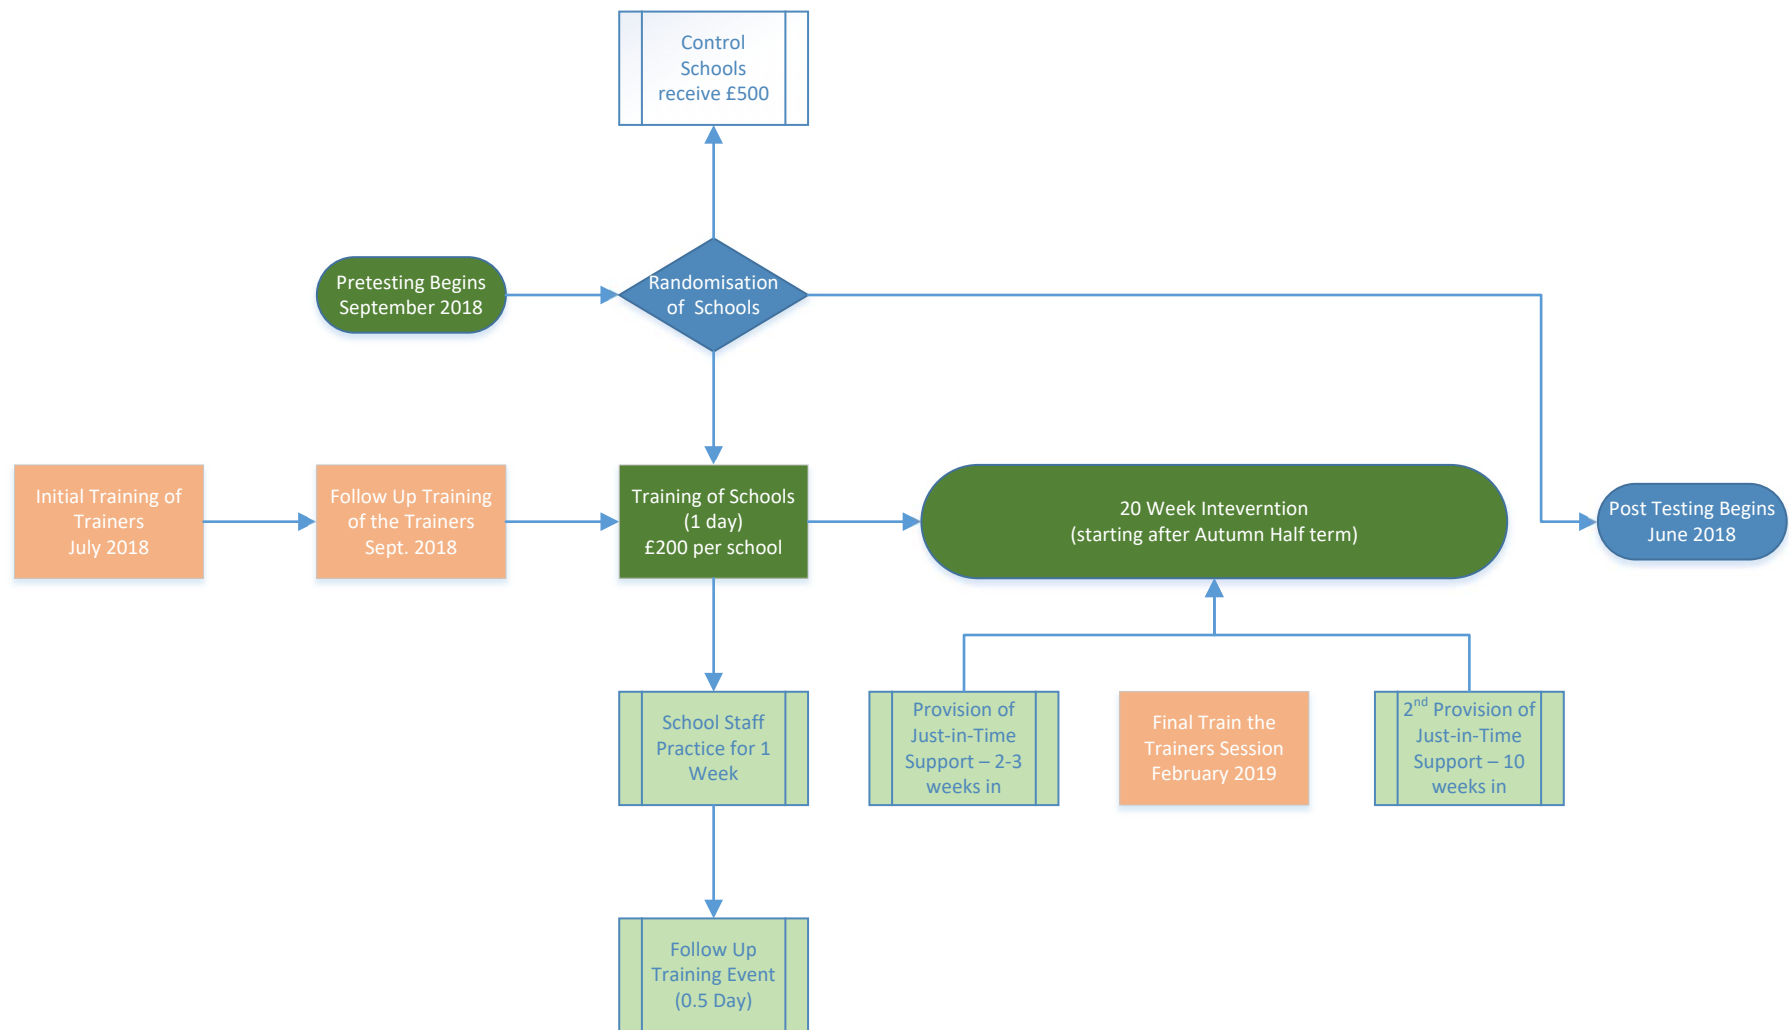 Control
Schools
receive £500
Pretesting Begins
September 2018
Randomisation
of Schools
Initial Training of
Trainers
July 2018
Follow Up Training
of the Trainers
Sept. 2018
Training of Schools
(1 day)
£200 per school
20 Week Inteverntion
(starting after Autumn Half term)
Post Testing Begins
June 2018
School Staff
Practice for 1
Week
Provision of
Just-in-Time
Support – 2-3
weeks in
Final Train the
Trainers Session
February 2019
2nd Provision of
Just-in-Time
Support – 10
weeks in
Follow Up
Training Event
(0.5 Day)